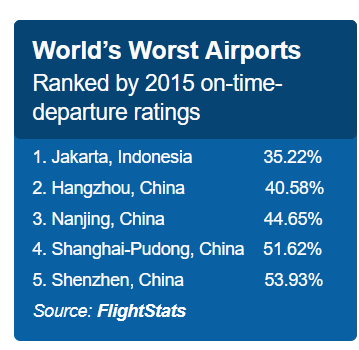 World's Worst Airports
Ranked by 2015 on-time-
departure ratings
1. Jakarta, Indonesia 35.22%
2. Hangzhou, China 40.58%
3. Nanjing, China 44.65%
4. Shanghai-Pudong, China 51.62%
5. Shenzhen, China 53.93%
Source: FlightStats